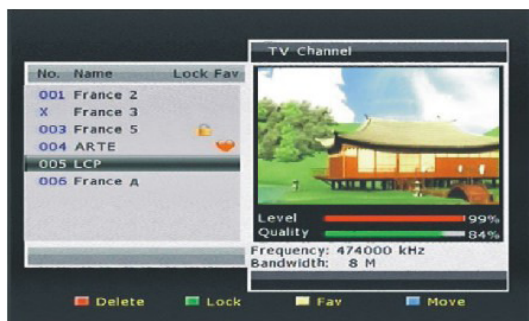 TV Channel
No. Name Lock Fav
001 France 2
X France 3
003 France 5
004 ARTE
005 LCP
006 France д
Level 99%
Quality 84%
Frequency: 474000 kHz
Bandwidth: 8 M
Delete Lock Fav Move